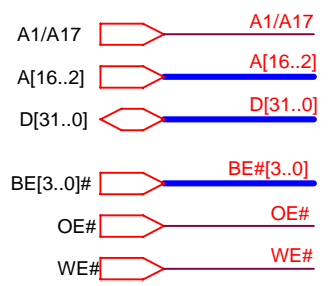 A1/A17 A1/A17
A[16..2] A[16..2]
D[31..0] D[31..0]
BE[3..0]# BE#[3..0]
OE# OE#
WE# WE#